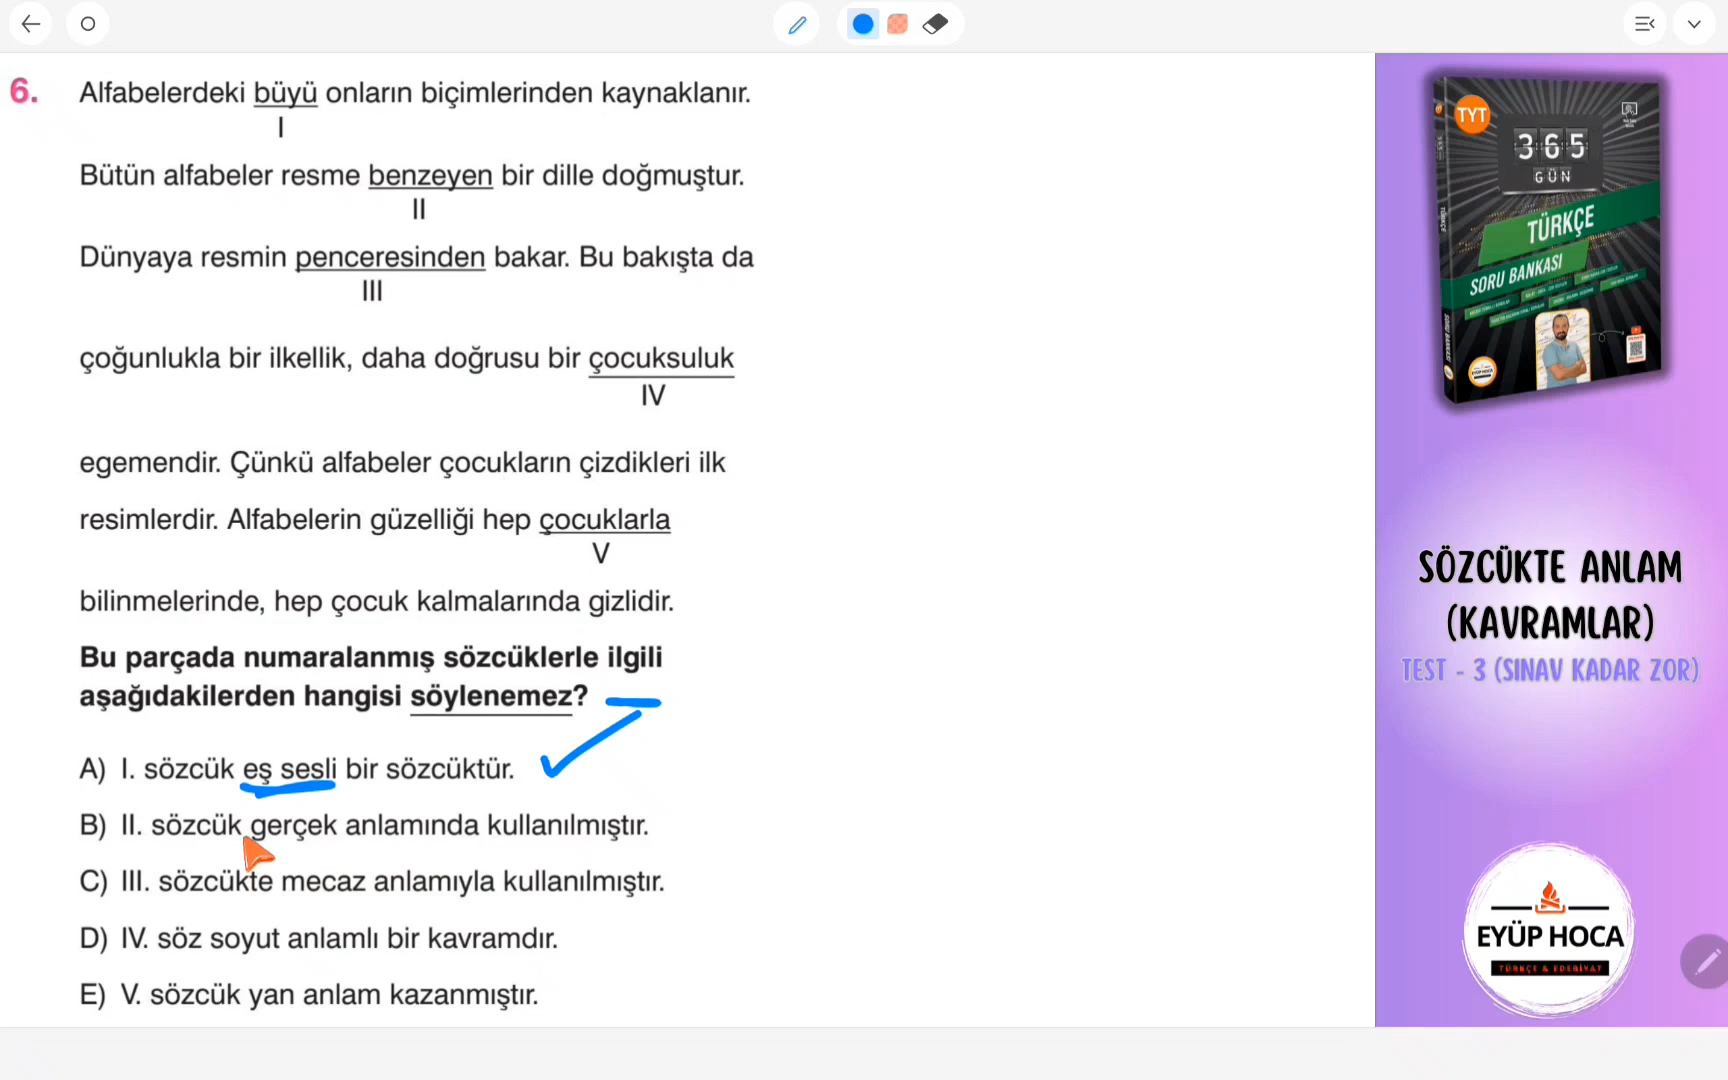 6. Alfabelerdeki büyü onların biçimlerinden kaynaklanır.
I
Bütün alfabeler resme benzeyen bir dille doğmuştur.
II
Dünyaya resmin penceresinden bakar. Bu bakışta da
III
çoğunlukla bir ilkellik, daha doğrusu bir çocuksuluk
IV
egemendir. Çünkü alfabeler çocukların çizdikleri ilk
resimlerdir. Alfabelerin güzelliği hep çocuklarla
V
bilinmelerinde, hep çocuk kalmalarında gizlidir.
Bu parçada numaralanmış sözcüklerle ilgili
aşağıdakilerden hangisi söylenemez?
A) I. sözcük eş sesli bir sözcüktür.
B) II. sözcük gerçek anlamında kullanılmıştır.
C) III. sözcükte mecaz anlamıyla kullanılmıştır.
D) IV. söz soyut anlamlı bir kavramdır.
E) V. sözcük yan anlam kazanmıştır.
TYT
365
GÜN
TÜRKÇE
SORU BANKASI
SÖZCÜKTE ANLAM
(KAVRAMLAR)
TEST - 3 (SINAV KADAR ZOR)
EYÜP HOCA
TÜRKÇE & EDEBİYAT